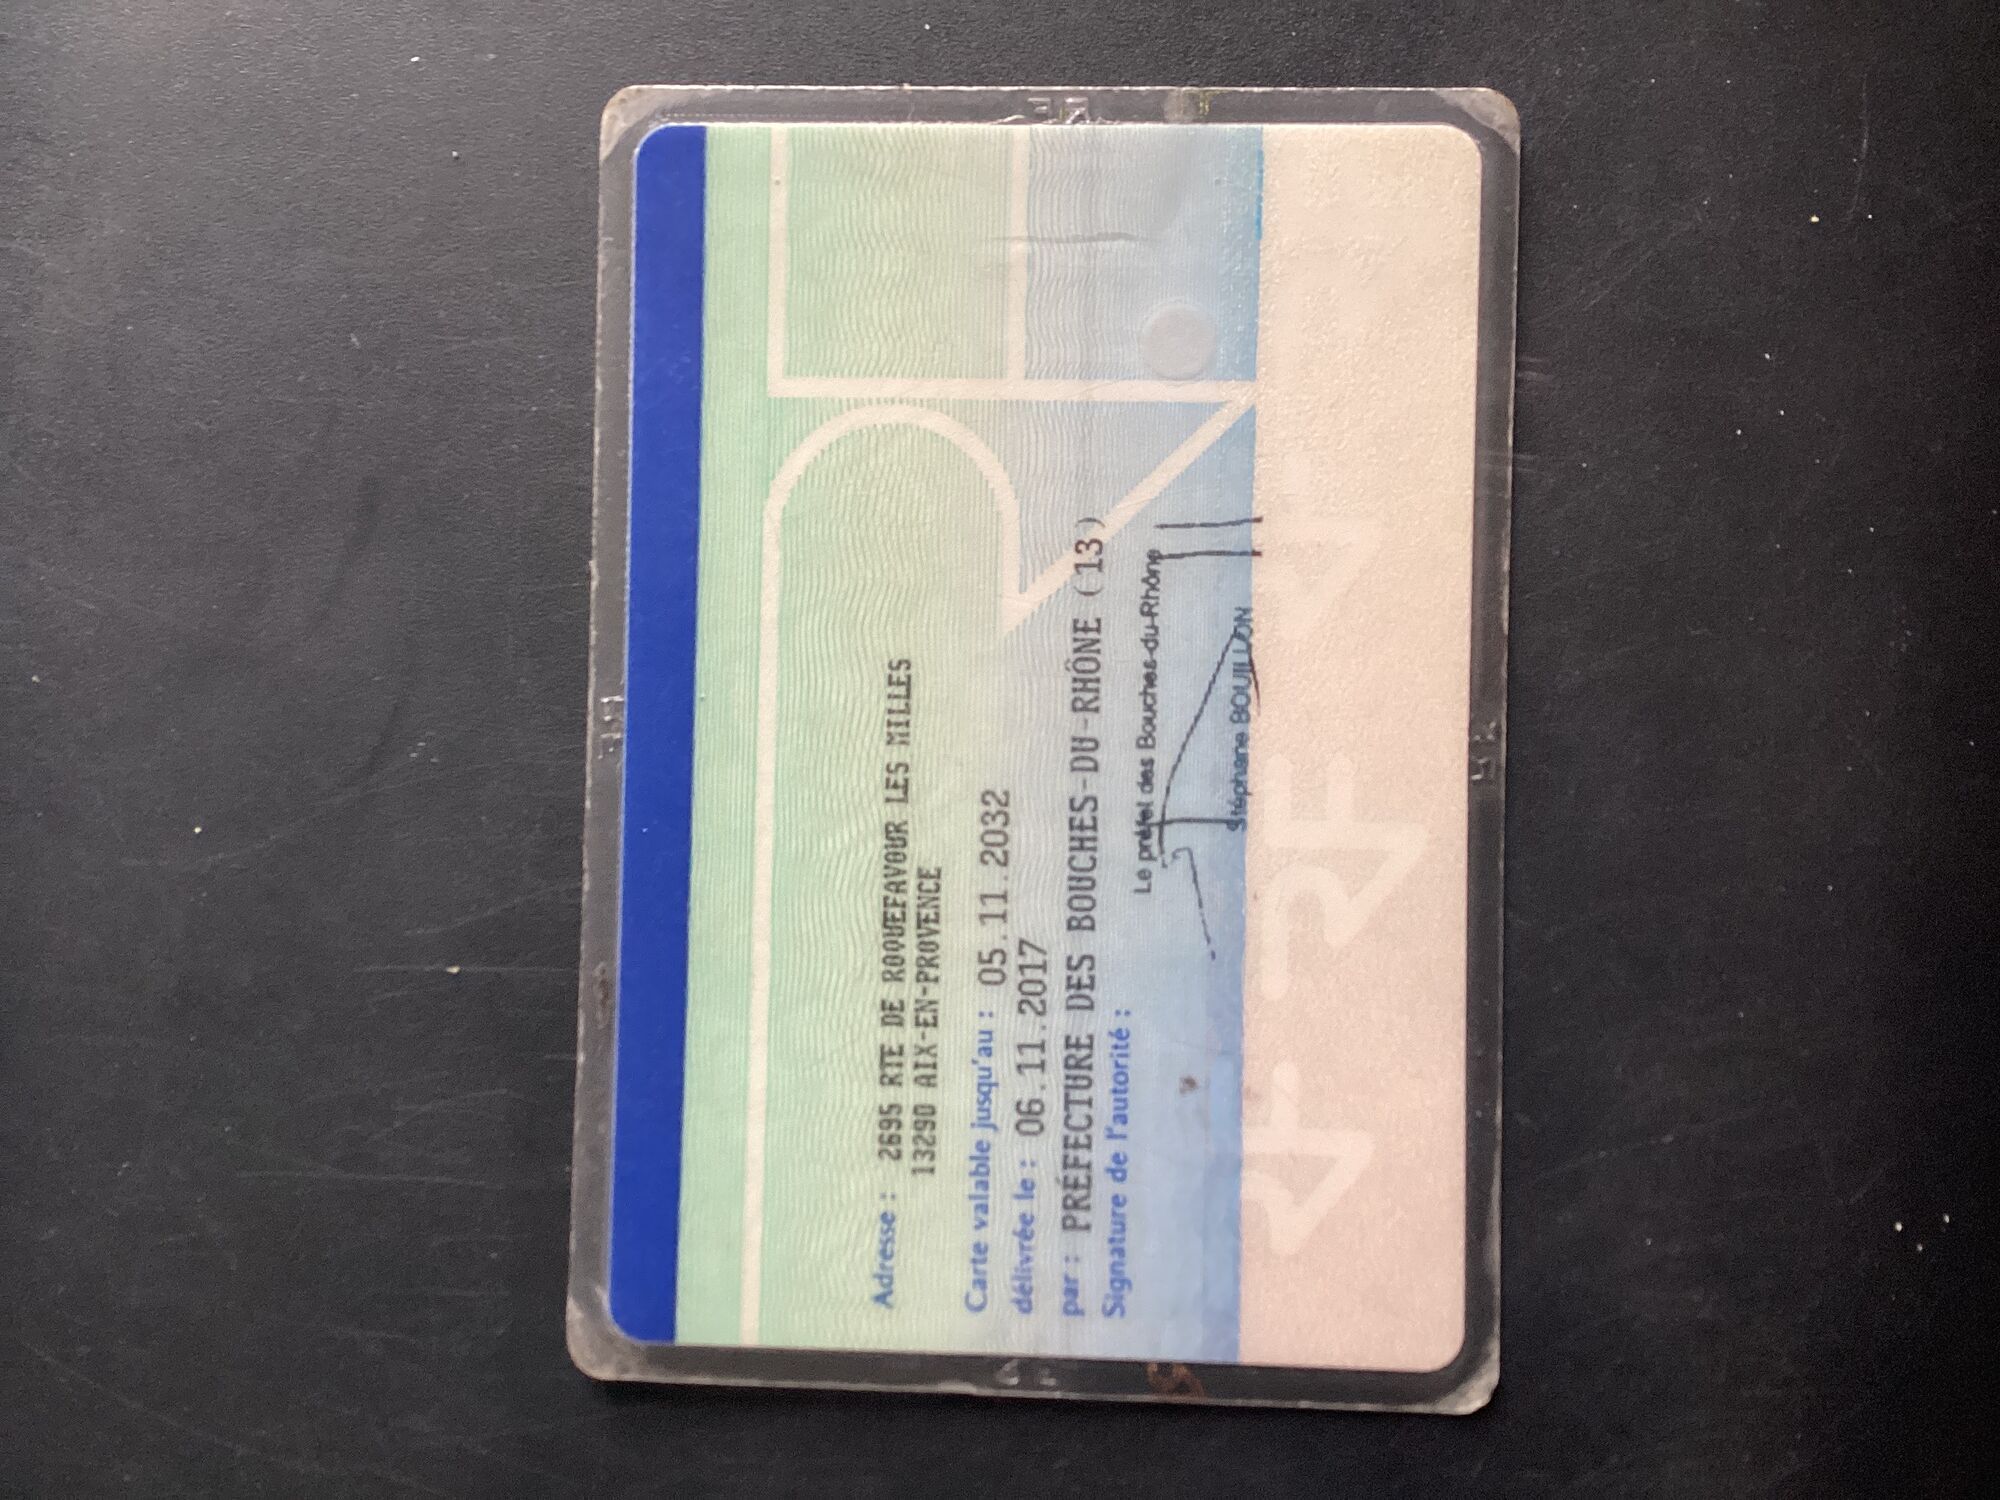 Adresse : 2695 RTE DE ROQUEFAVOUR LES MILLES
13290 AIX-EN-PROVENCE
Carte valable jusqu'au : 05.11.2032
délivrée le : 06.11.2017
par : PRÉFECTURE DES BOUCHES-DU-RHÔNE (13)
Signature de l'autorité :
Le préfet des Bouches-du-Rhône
Stéphane BOUILLON
RF